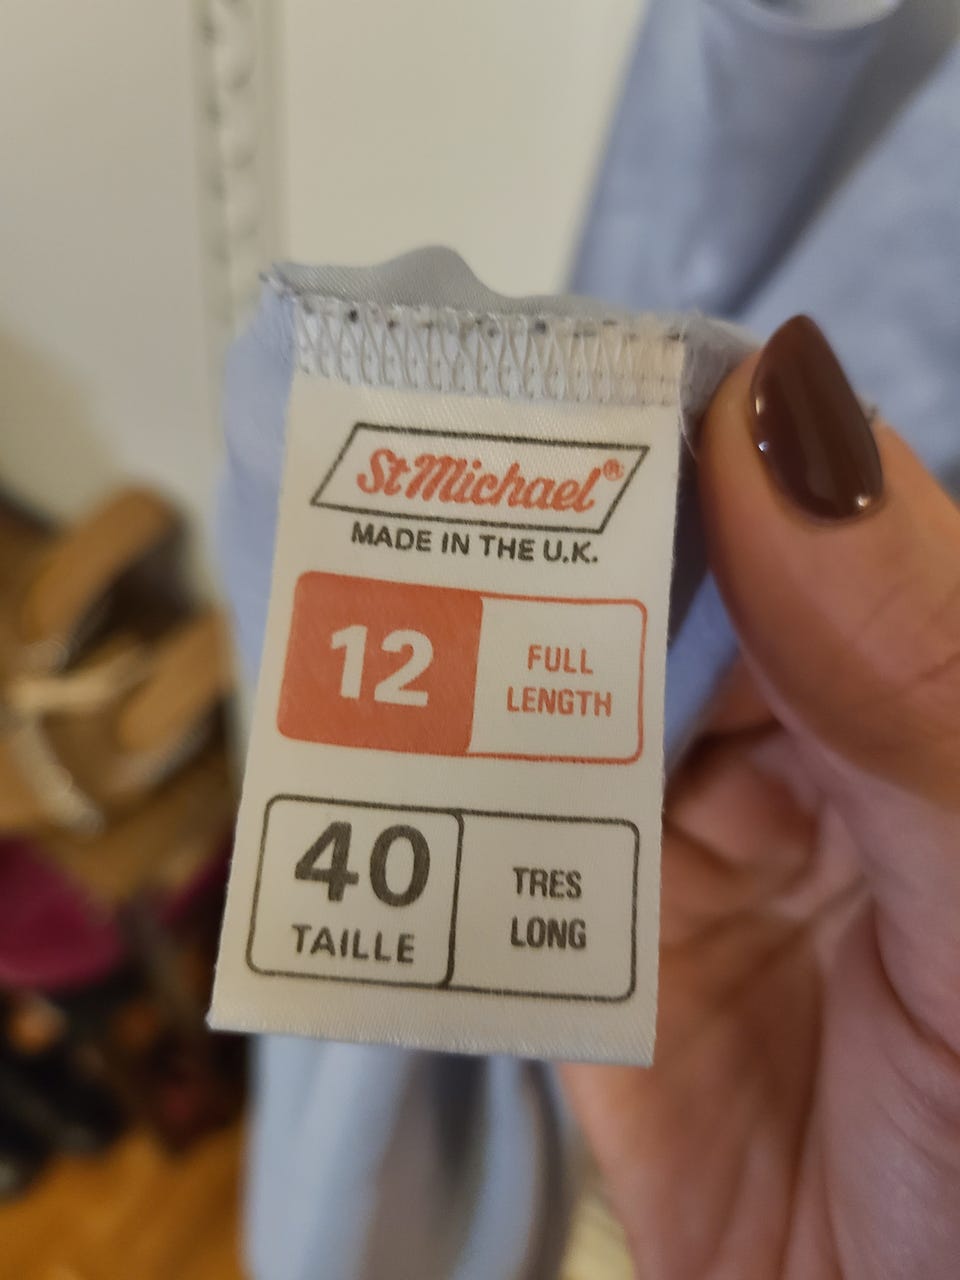 St Michael®
MADE IN THE U.K.
12
FULL
LENGTH
40
TAILLE
TRES
LONG